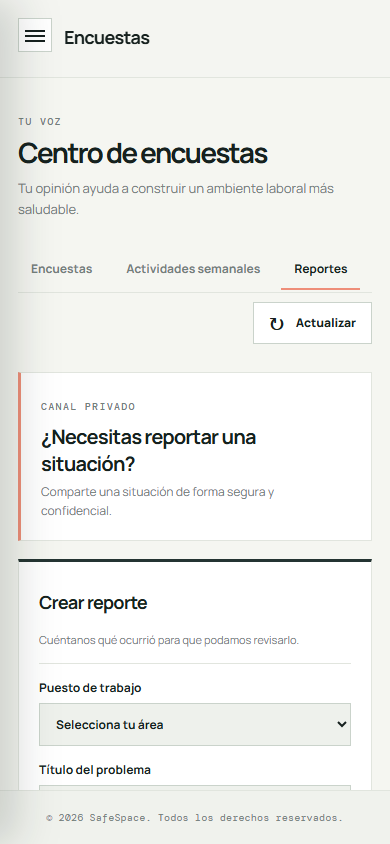 Encuestas
TU VOZ
Centro de encuestas
Tu opinión ayuda a construir un ambiente laboral más
saludable.
Encuestas Actividades semanales Reportes
↻ Actualizar
CANAL PRIVADO
¿Necesitas reportar una
situación?
Comparte una situación de forma segura y
confidencial.
Crear reporte
Cuéntanos qué ocurrió para que podamos revisarlo.
Puesto de trabajo
Selecciona tu área
Título del problema
© 2026 SafeSpace. Todos los derechos reservados.